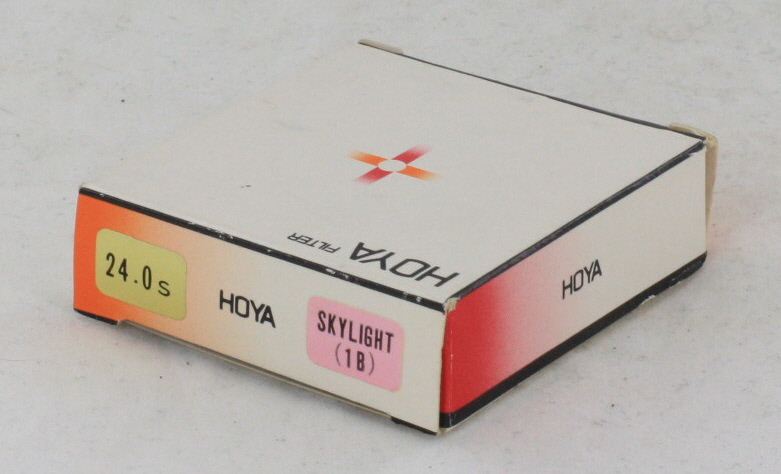 HOYA FILTER
24.0s
HOYA
SKYLIGHT
(1B)
HOYA